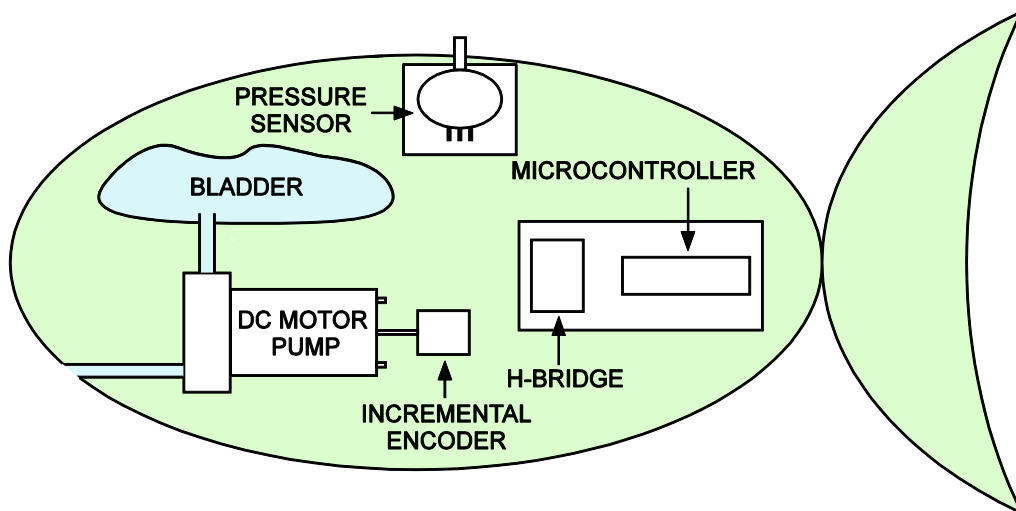 PRESSURE
SENSOR
BLADDER
MICROCONTROLLER
DC MOTOR
PUMP
H-BRIDGE
INCREMENTAL
ENCODER